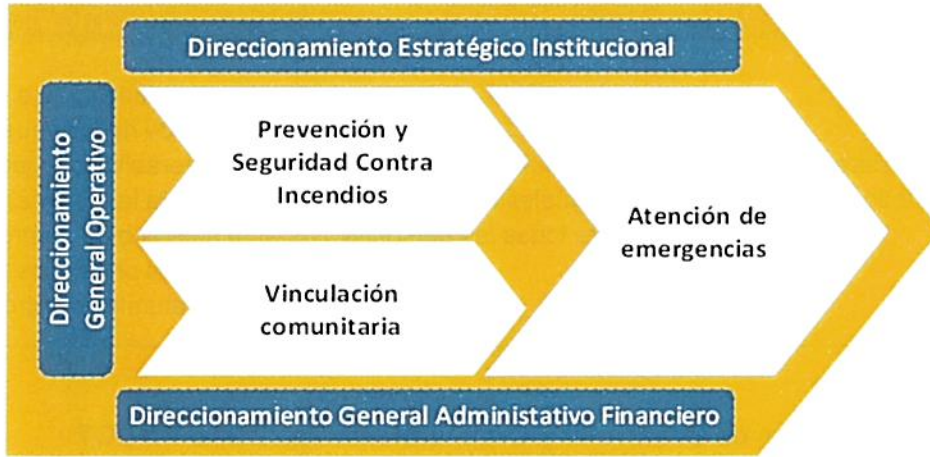 Direccionamiento Estratégico Institucional
Direccionamiento
General Operativo
Prevención y
Seguridad Contra
Incendios
Vinculación
comunitaria
Atención de
emergencias
Direccionamiento General Administativo Financiero